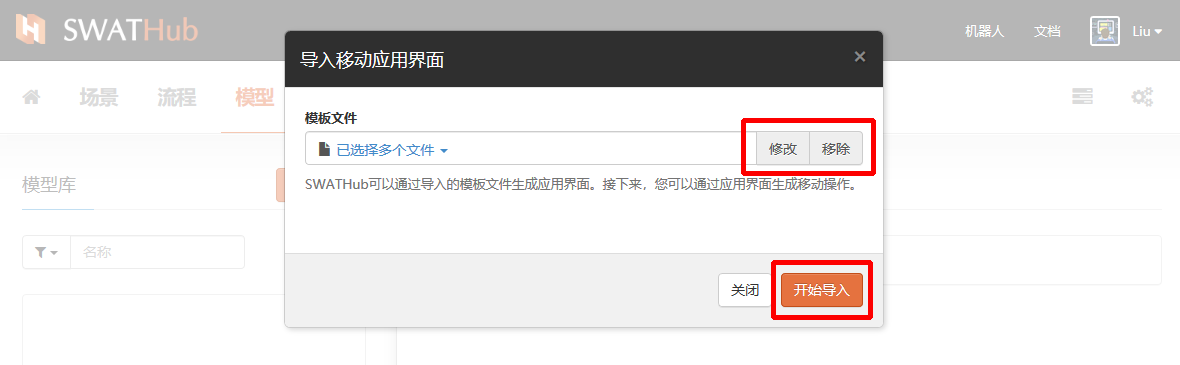 SWATHub
机器人 文档 Liu
导入移动应用界面 ×
场景 流程 模型
模板文件
已选择多个文件 修改 移除
SWATHub可以通过导入的模板文件生成应用界面。接下来，您可以通过应用界面生成移动操作。
模型库
名称
关闭 开始导入